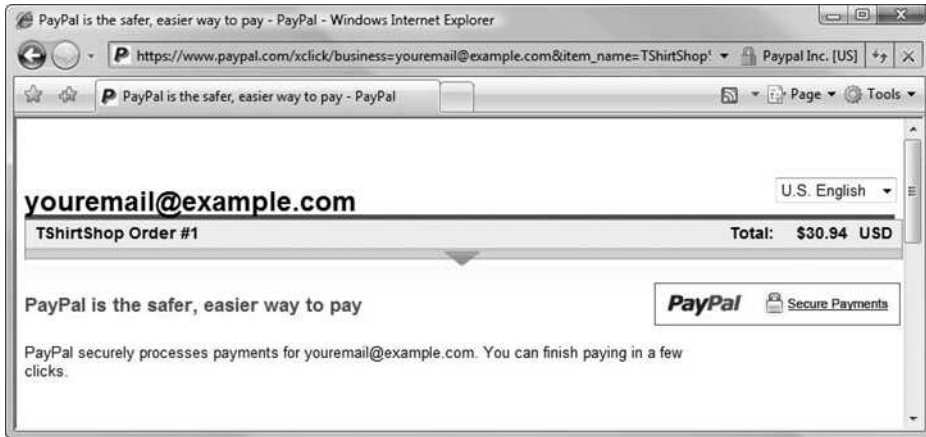 PayPal is the safer, easier way to pay - PayPal - Windows Internet Explorer
P https://www.paypal.com/xclick/business=youremail@example.com&item_name=TShirtShop! Paypal Inc. [US]
P PayPal is the safer, easier way to pay - PayPal Page Tools
U.S. English
youremail@example.com
TShirtShop Order #1 Total: $30.94 USD
PayPal is the safer, easier way to pay PayPal Secure Payments
PayPal securely processes payments for youremail@example.com. You can finish paying in a few
clicks.